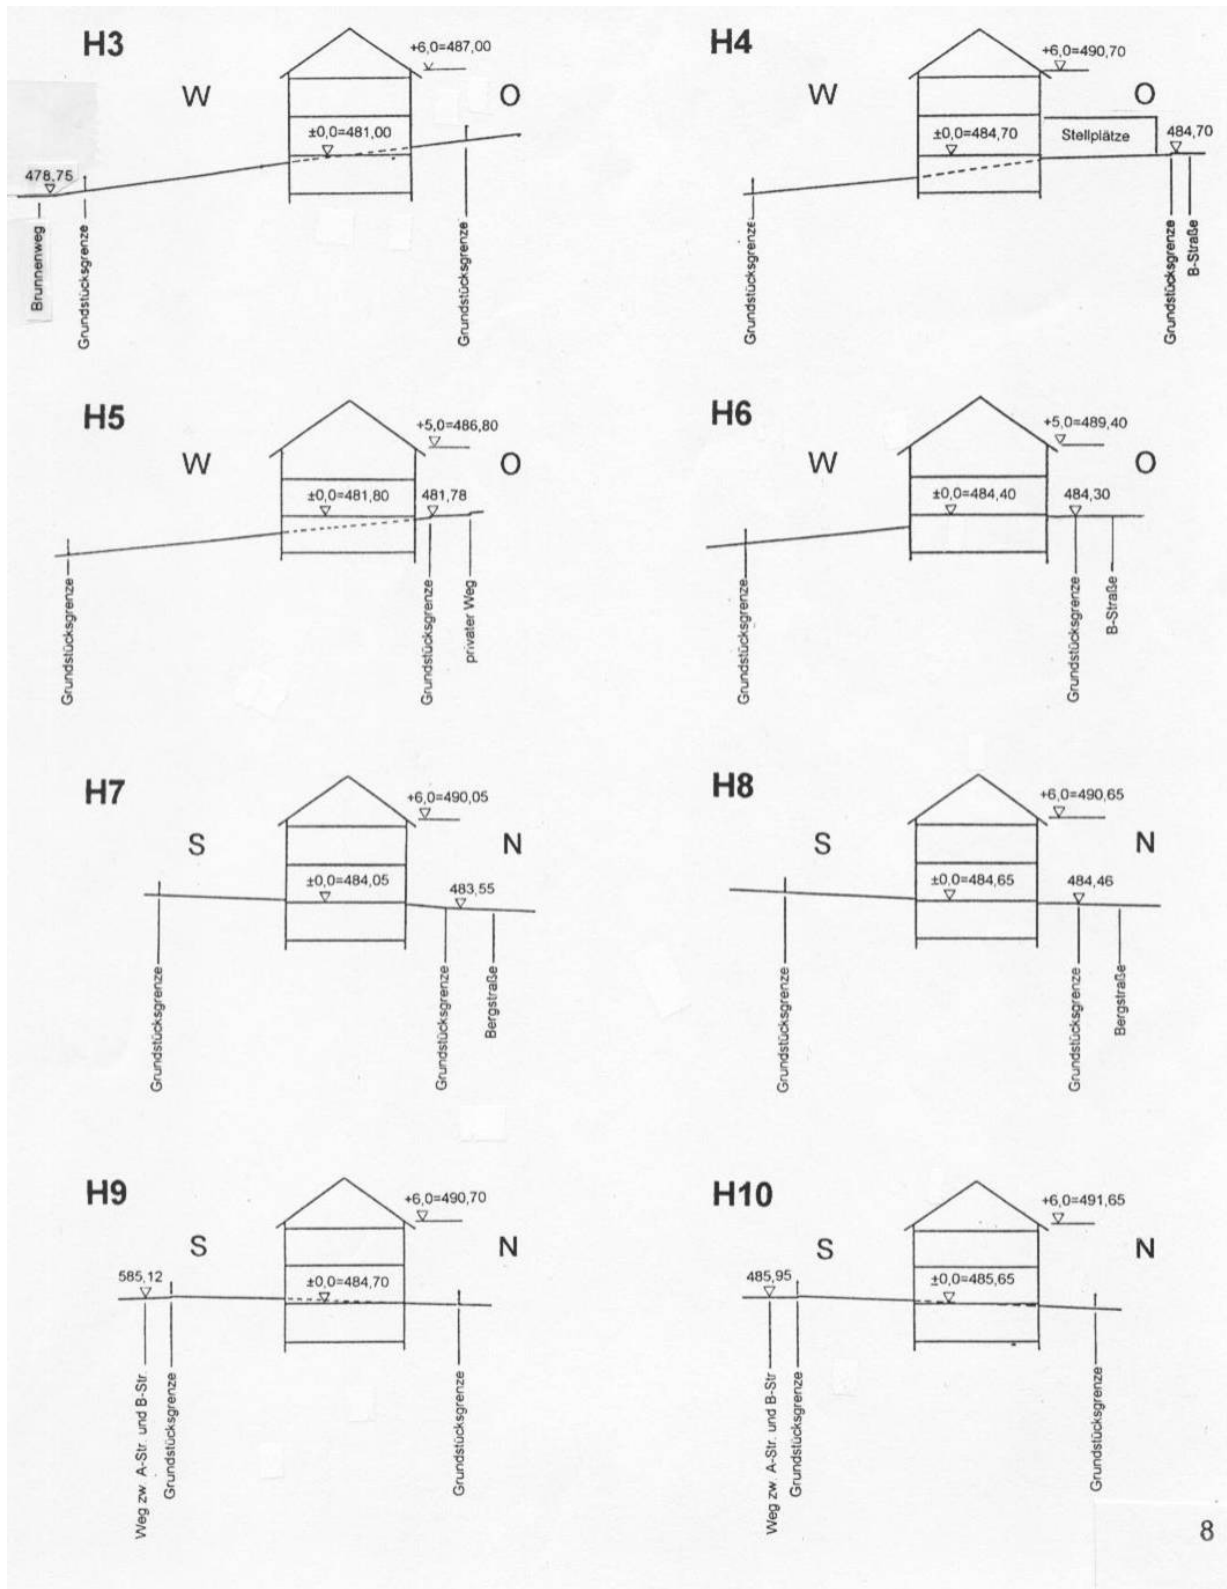 H3
+6,0=487,00
W
O
±0,0=481,00
478,75
Brunnenweg
Grundstücksgrenze
Grundstücksgrenze
H4
+6,0=490,70
W
O
±0,0=484,70
Stellplätze
484,70
Grundstücksgrenze
Grundstücksgrenze
B-Straße
H5
+5,0=486,80
W
O
±0,0=481,80
481,78
Grundstücksgrenze
Grundstücksgrenze
privater Weg
H6
+5,0=489,40
W
O
±0,0=484,40
484,30
Grundstücksgrenze
Grundstücksgrenze
B-Straße
H7
+6,0=490,05
S
N
±0,0=484,05
483,55
Grundstücksgrenze
Grundstücksgrenze
Bergstraße
H8
+6,0=490,65
S
N
±0,0=484,65
484,46
Grundstücksgrenze
Grundstücksgrenze
Bergstraße
H9
+6,0=490,70
S
N
585,12
±0,0=484,70
Weg zw. A-Str. und B-Str.
Grundstücksgrenze
Grundstücksgrenze
H10
+6,0=491,65
S
N
485,95
±0,0=485,65
Weg zw. A-Str. und B-Str
Grundstücksgrenze
Grundstücksgrenze
8